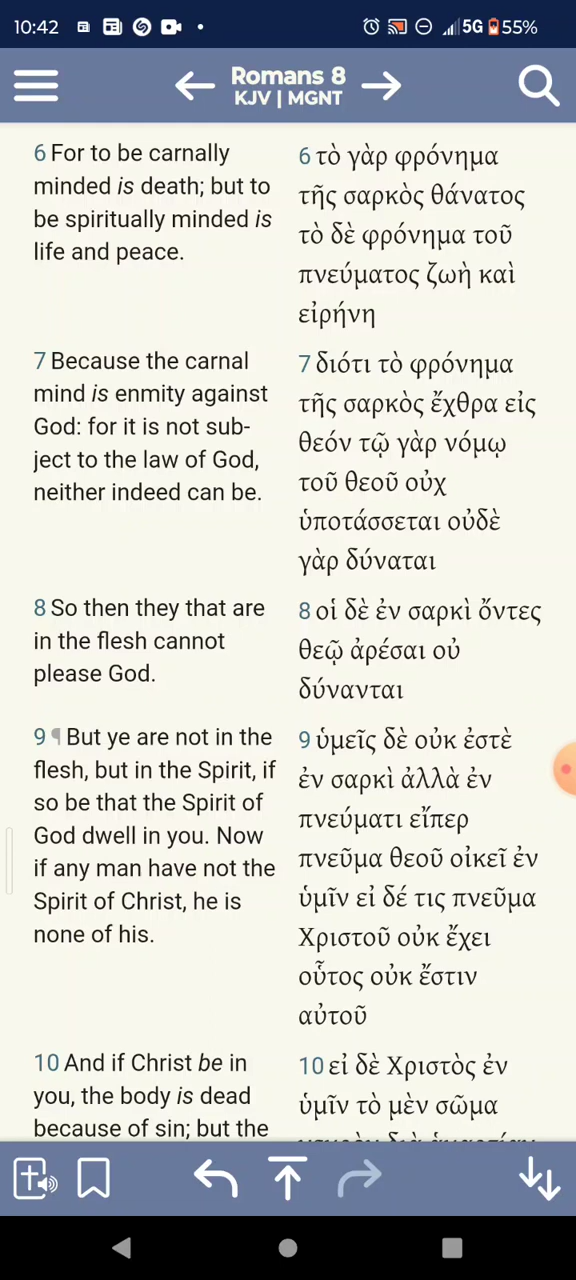 10:42
5G 55%
Romans 8
KJV | MGNT
6 For to be carnally
minded is death; but to
be spiritually minded is
life and peace.
6 τὸ γὰρ φρόνημα
τῆς σαρκὸς θάνατος
τὸ δὲ φρόνημα τοῦ
πνεύματος ζωὴ καὶ
εἰρήνη
7 Because the carnal
mind is enmity against
God: for it is not sub-
ject to the law of God,
neither indeed can be.
7 διότι τὸ φρόνημα
τῆς σαρκὸς ἔχθρα εἰς
θεόν τῷ γὰρ νόμῳ
τοῦ θεοῦ οὐχ
ὑποτάσσεται οὐδὲ
γὰρ δύναται
8 So then they that are
in the flesh cannot
please God.
8 οἱ δὲ ἐν σαρκὶ ὄντες
θεῷ ἀρέσαι οὐ
δύνανται
9 ¶ But ye are not in the
flesh, but in the Spirit, if
so be that the Spirit of
God dwell in you. Now
if any man have not the
Spirit of Christ, he is
none of his.
9 ὑμεῖς δὲ οὐκ ἐστὲ
ἐν σαρκὶ ἀλλὰ ἐν
πνεύματι εἴπερ
πνεῦμα θεοῦ οἰκεῖ ἐν
ὑμῖν εἰ δέ τις πνεῦμα
Χριστοῦ οὐκ ἔχει
οὗτος οὐκ ἔστιν
αὐτοῦ
10 And if Christ be in
you, the body is dead
because of sin; but the
10 εἰ δὲ Χριστὸς ἐν
ὑμῖν τὸ μὲν σῶμα